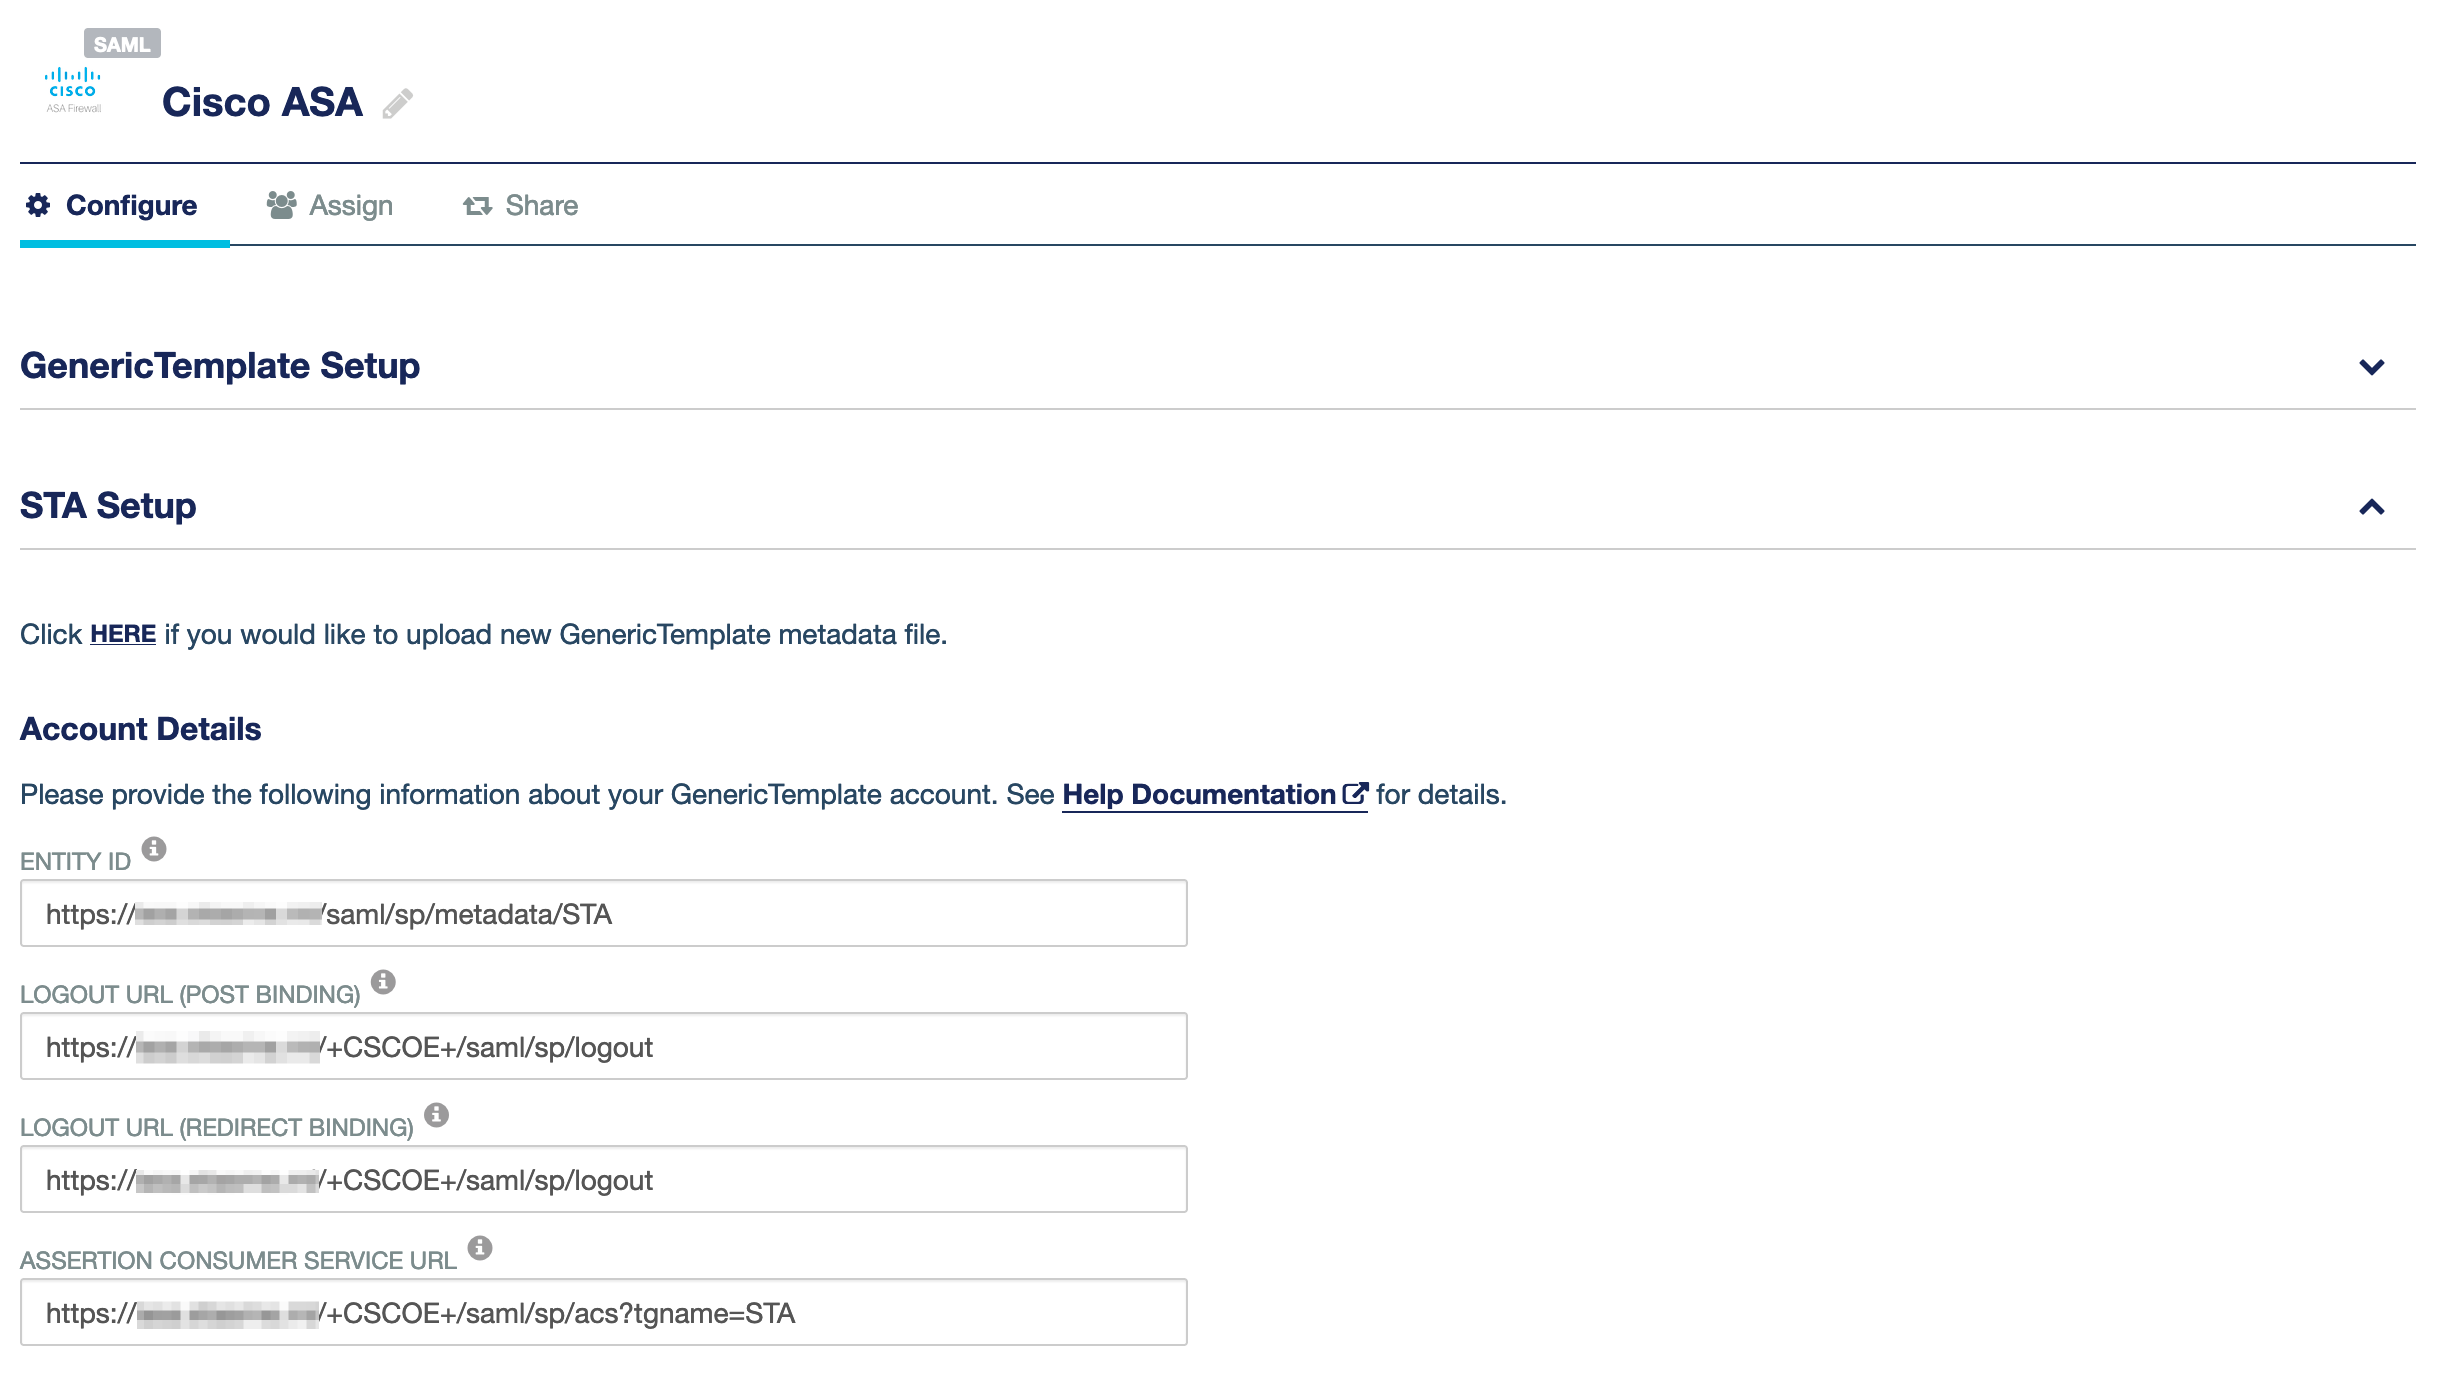 SAML
CISCO
ASA Firewall
Cisco ASA
Configure Assign Share
GenericTemplate Setup
STA Setup
Click HERE if you would like to upload new GenericTemplate metadata file.
Account Details
Please provide the following information about your GenericTemplate account. See Help Documentation for details.
ENTITY ID
https:// /saml/sp/metadata/STA
LOGOUT URL (POST BINDING)
https:// /+CSCOE+/saml/sp/logout
LOGOUT URL (REDIRECT BINDING)
https:// /+CSCOE+/saml/sp/logout
ASSERTION CONSUMER SERVICE URL
https:// /+CSCOE+/saml/sp/acs?tgname=STA